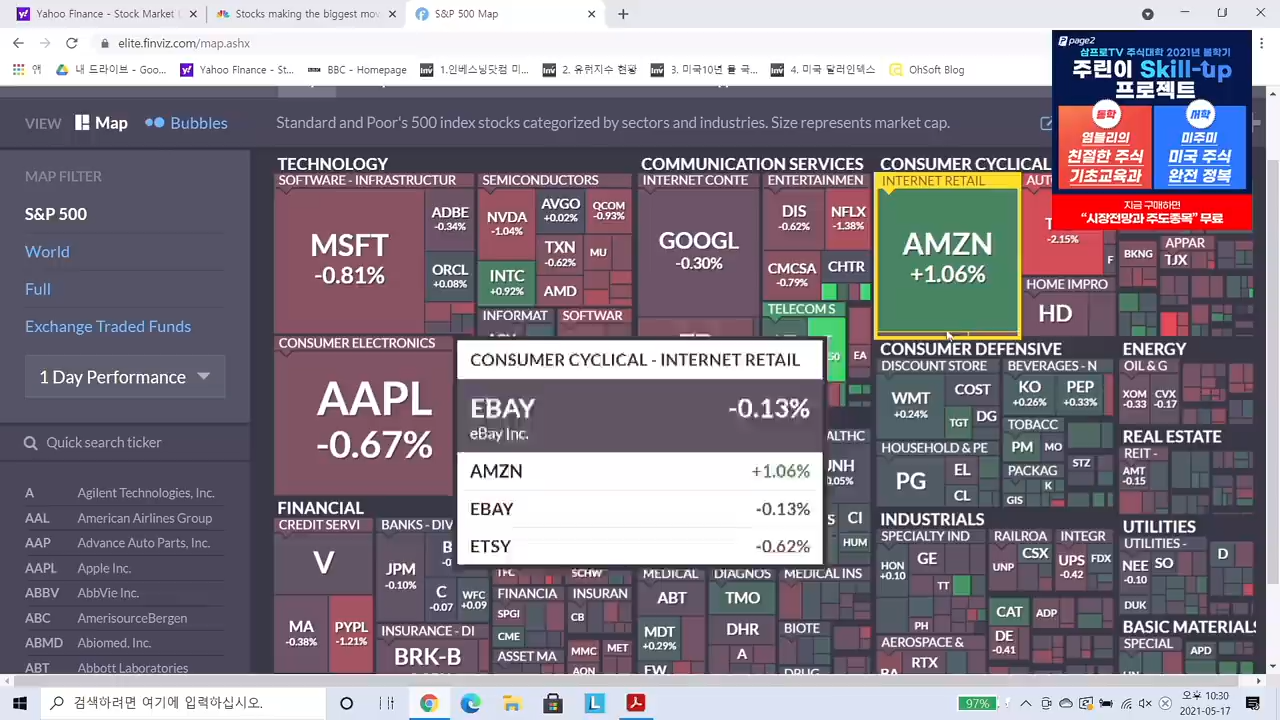 Yahoo Finance - Stock Market
Stocks making the biggest mov
S&P 500 Map
elite.finviz.com/map.ashx
앱
내 드라이브 - Goo...
Yahoo Finance - St...
BBC - Homepage
1.인베스팅닷컴 미...
2. 유럽지수 현황
3. 미국10년 물 국...
4. 미국 달러인덱스
OhSoft Blog
page2
삼프로TV 주식대학 2021년 봄학기
주린이 Skill-up
프로젝트
염블리의
친절한 주식
기초교육과
미주미
미국 주식
완전 정복
지금 구매하면
"시장전망과 주도종목" 무료
VIEW Map Bubbles
Standard and Poor's 500 index stocks categorized by sectors and industries. Size represents market cap.
MAP FILTER
S&P 500
World
Full
Exchange Traded Funds
1 Day Performance
Quick search ticker
A Agilent Technologies, Inc.
AAL American Airlines Group
AAP Advance Auto Parts, Inc.
AAPL Apple Inc.
ABBV AbbVie Inc.
ABC AmerisourceBergen
ABMD Abiomed, Inc.
ABT Abbott Laboratories
TECHNOLOGY
SOFTWARE - INFRASTRUCTUR
MSFT
-0.81%
ADBE
-0.34%
ORCL
+0.08%
SEMICONDUCTORS
NVDA
-1.04%
AVGO
+0.02%
QCOM
-0.93%
TXN
-0.62%
MU
INTC
+0.92%
AMD
INFORMAT
SOFTWAR
CONSUMER ELECTRONICS
AAPL
-0.67%
COMMUNICATION SERVICES
INTERNET CONTE
GOOGL
-0.30%
ENTERTAINMEN
DIS
-0.62%
NFLX
-1.38%
CMCSA
-0.79%
CHTR
TELECOM S
EA
CONSUMER CYCLICAL
INTERNET RETAIL
AMZN
+1.06%
-2.15%
F
HOME IMPRO
HD
BKNG
APPAR
TJX
CONSUMER CYCLICAL - INTERNET RETAIL
EBAY -0.13%
eBay Inc.
AMZN +1.06%
EBAY -0.13%
ETSY -0.62%
CONSUMER DEFENSIVE
DISCOUNT STORE
WMT
+0.24%
COST
TGT
DG
BEVERAGES - N
KO
+0.26%
PEP
+0.33%
TOBACC
PM
MO
HOUSEHOLD & PE
PG
EL
CL
PACKAG
K
GIS
STZ
ENERGY
OIL & G
XOM
-0.33
CVX
-0.17
REAL ESTATE
REIT -
AMT
-0.15
UTILITIES
UTILITIES -
NEE
-0.10
SO
D
DUK
BASIC MATERIALS
SPECIAL
APD
INDUSTRIALS
SPECIALTY IND
HON
+0.10
GE
TT
PH
RAILROA
UNP
CSX
INTEGR
UPS
-0.42
FDX
CAT
DE
-0.41
ADP
AEROSPACE &
RTX
BA
FINANCIAL
CREDIT SERVI
V
MA
-0.38%
PYPL
-1.21%
BANKS - DIV
JPM
-0.10%
C
-0.07
WFC
+0.09
INSURANCE - DI
BRK-B
TFC
SCHW
FINANCIA
SPGI
CME
INSURAN
CB
MMC
MET
ASSET MA
AON
ALTHC
UNH
0.05%
CI
HUM
MEDICAL
ABT
MDT
+0.29%
EW
DIAGNOS
TMO
DHR
A
MEDICAL INS
BIOTE
DRUG
검색하려면 여기에 입력하십시오.
97%
오후 10:30
2021-05-17